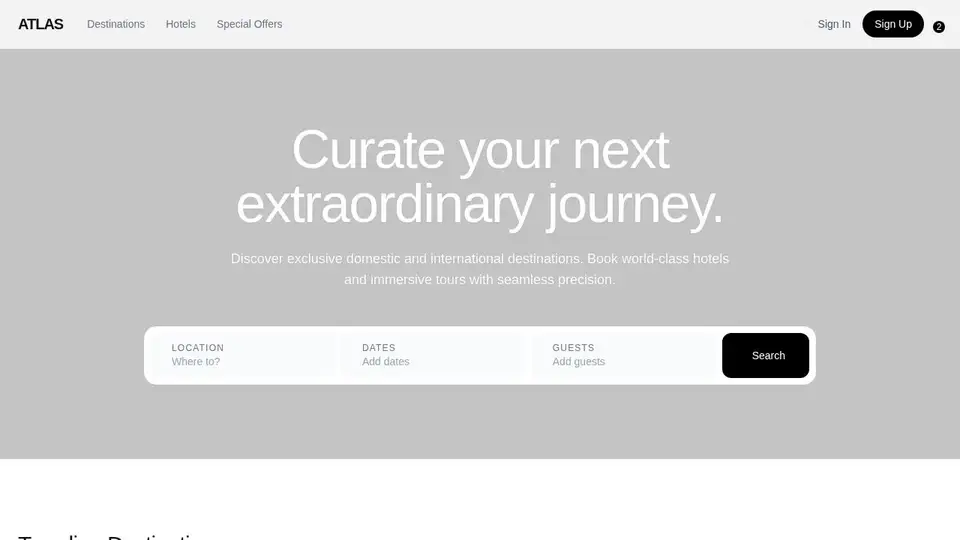 ATLAS
Destinations
Hotels
Special Offers
Sign In
Sign Up
2
Curate your next
extraordinary journey.
Discover exclusive domestic and international destinations. Book world-class hotels
and immersive tours with seamless precision.
LOCATION
Where to?
DATES
Add dates
GUESTS
Add guests
Search